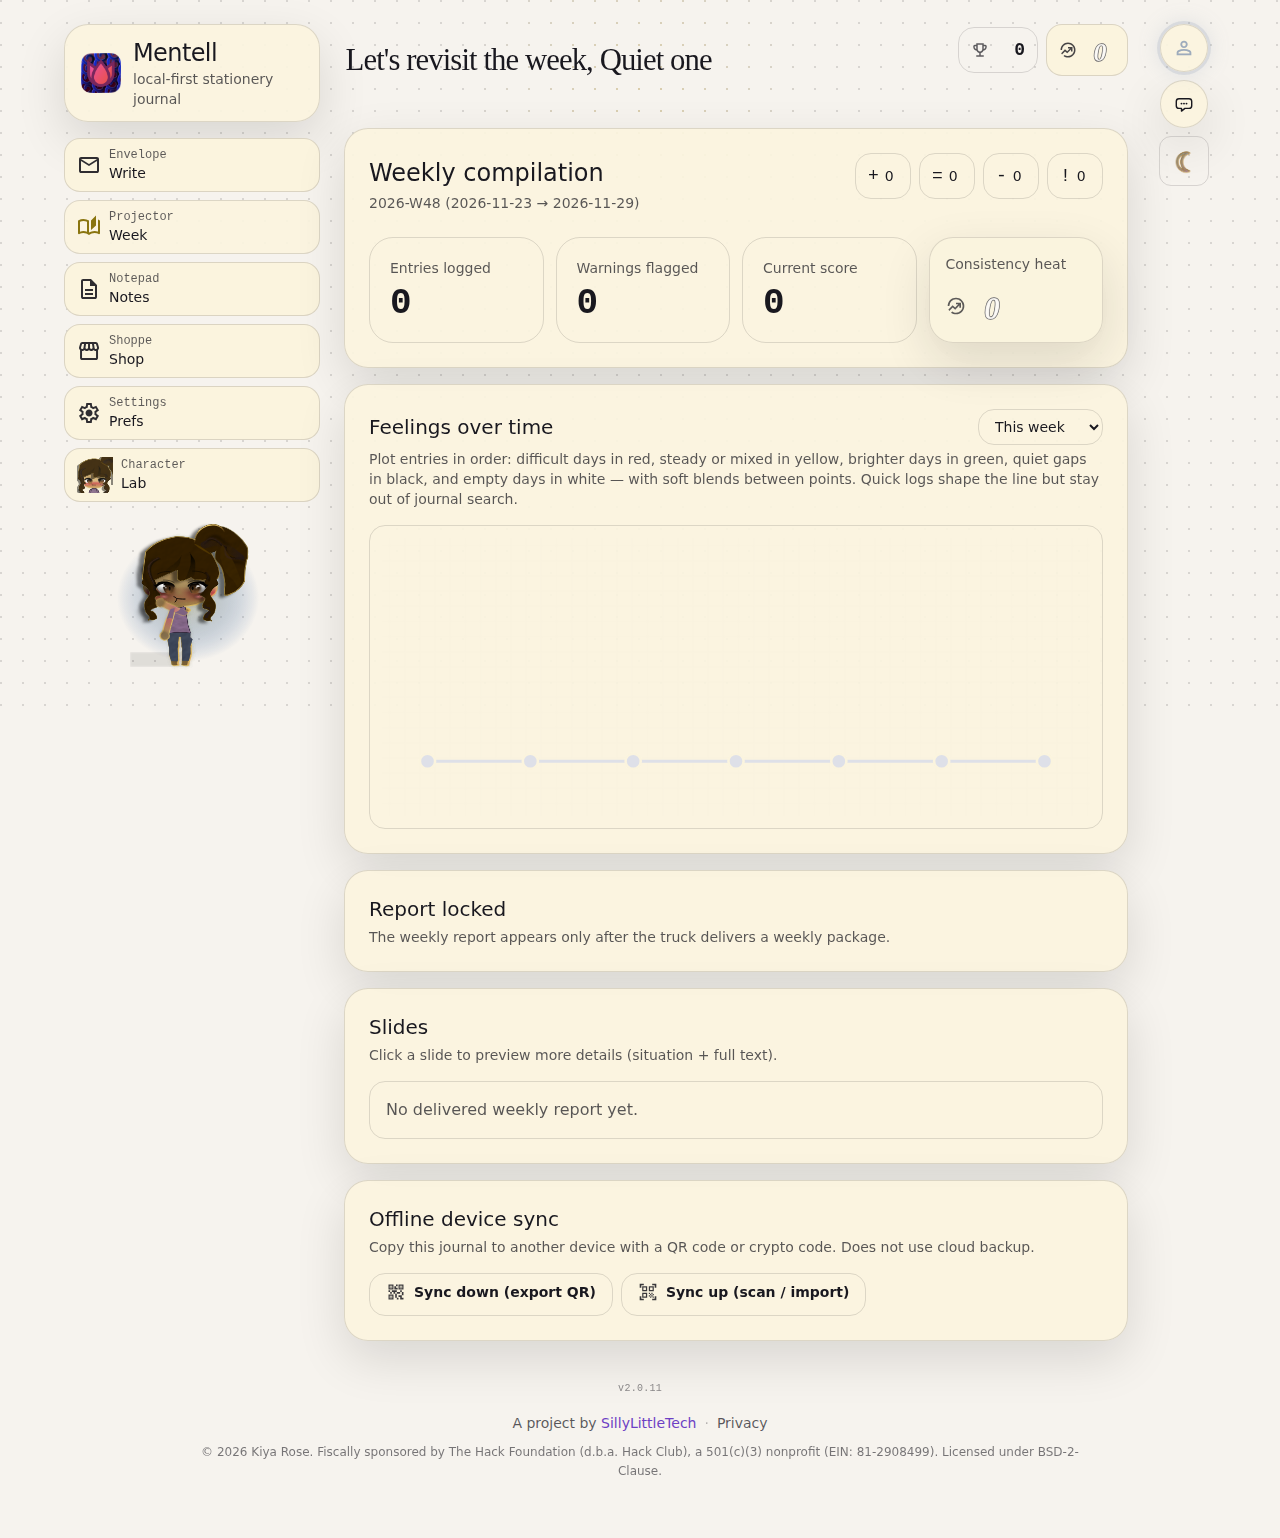 Mentell
local-first stationery
journal
Envelope
Write
Projector
Week
Notepad
Notes
Shoppe
Shop
Settings
Prefs
Character
Lab
Let's revisit the week, Quiet one
0
0
Weekly compilation
2026-W48 (2026-11-23 → 2026-11-29)
+ 0
= 0
- 0
! 0
Entries logged
0
Warnings flagged
0
Current score
0
Consistency heat
0
Feelings over time
This week
Plot entries in order: difficult days in red, steady or mixed in yellow, brighter days in green, quiet gaps
in black, and empty days in white — with soft blends between points. Quick logs shape the line but stay
out of journal search.
Report locked
The weekly report appears only after the truck delivers a weekly package.
Slides
Click a slide to preview more details (situation + full text).
No delivered weekly report yet.
Offline device sync
Copy this journal to another device with a QR code or crypto code. Does not use cloud backup.
Sync down (export QR)
Sync up (scan / import)
v2.0.11
A project by SillyLittleTech · Privacy
© 2026 Kiya Rose. Fiscally sponsored by The Hack Foundation (d.b.a. Hack Club), a 501(c)(3) nonprofit (EIN: 81-2908499). Licensed under BSD-2-
Clause.